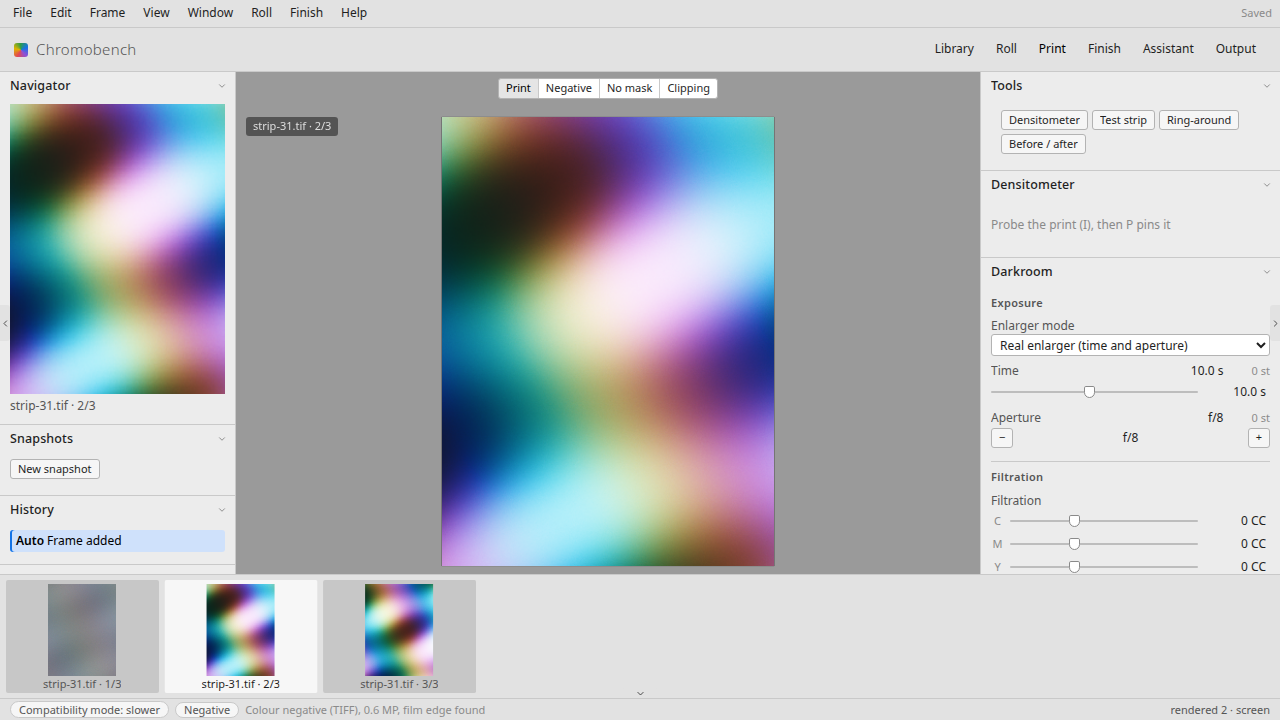 File Edit Frame View Window Roll Finish Help Saved
Chromobench Library Roll Print Finish Assistant Output
Navigator
strip-31.tif · 2/3
Snapshots
New snapshot
History
Auto Frame added
Print Negative No mask Clipping
strip-31.tif · 2/3
Tools
Densitometer Test strip Ring-around
Before / after
Densitometer
Probe the print (I), then P pins it
Darkroom
Exposure
Enlarger mode
Real enlarger (time and aperture)
Time 10.0 s 0 st
10.0 s
Aperture f/8 0 st
− f/8 +
Filtration
Filtration
C 0 CC
M 0 CC
Y 0 CC
strip-31.tif · 1/3 strip-31.tif · 2/3 strip-31.tif · 3/3
Compatibility mode: slower Negative Colour negative (TIFF), 0.6 MP, film edge found rendered 2 · screen